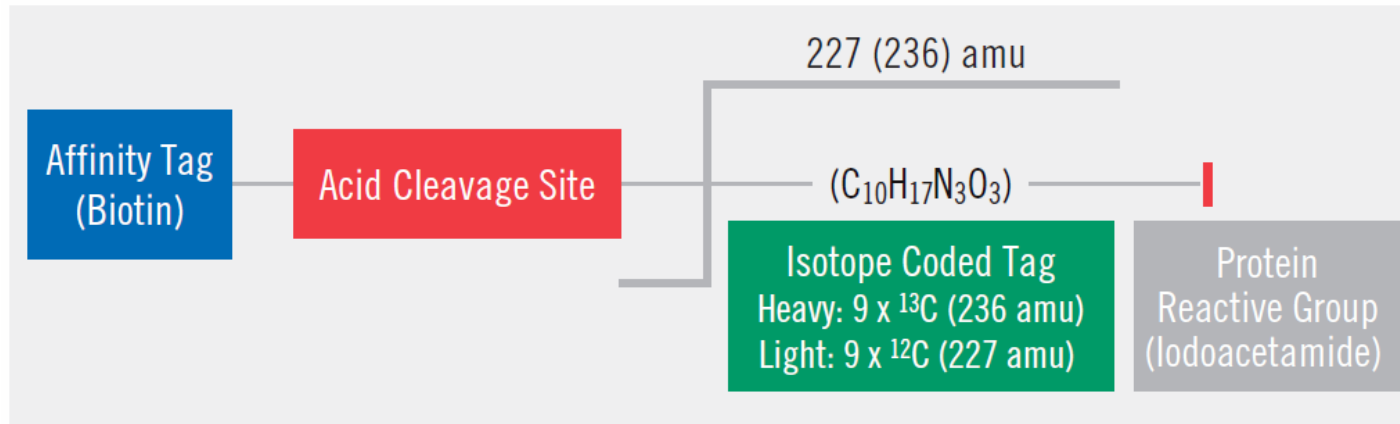 227 (236) amu
Affinity Tag
(Biotin)
Acid Cleavage Site
(C₁₀H₁₇N₃O₃)
Isotope Coded Tag
Heavy: 9 x ¹³C (236 amu)
Light: 9 x ¹²C (227 amu)
Protein
Reactive Group
(Iodoacetamide)